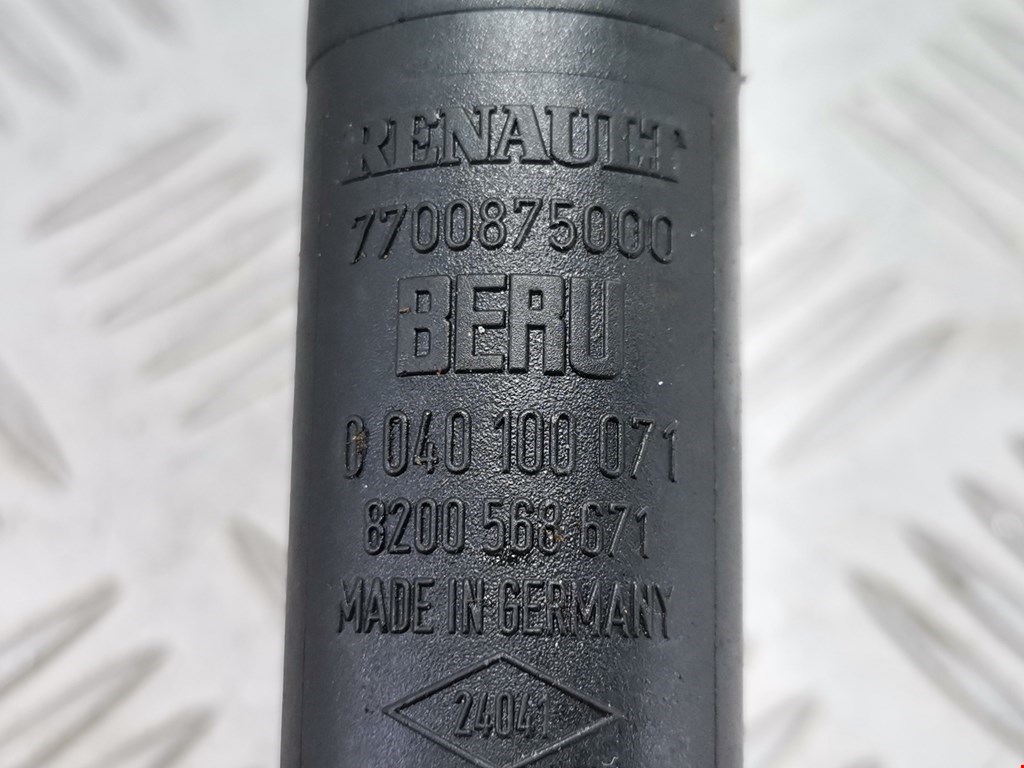 RENAULT
7700875000
BERU
0 040 100 071
8200 568 671
MADE IN GERMANY
24041